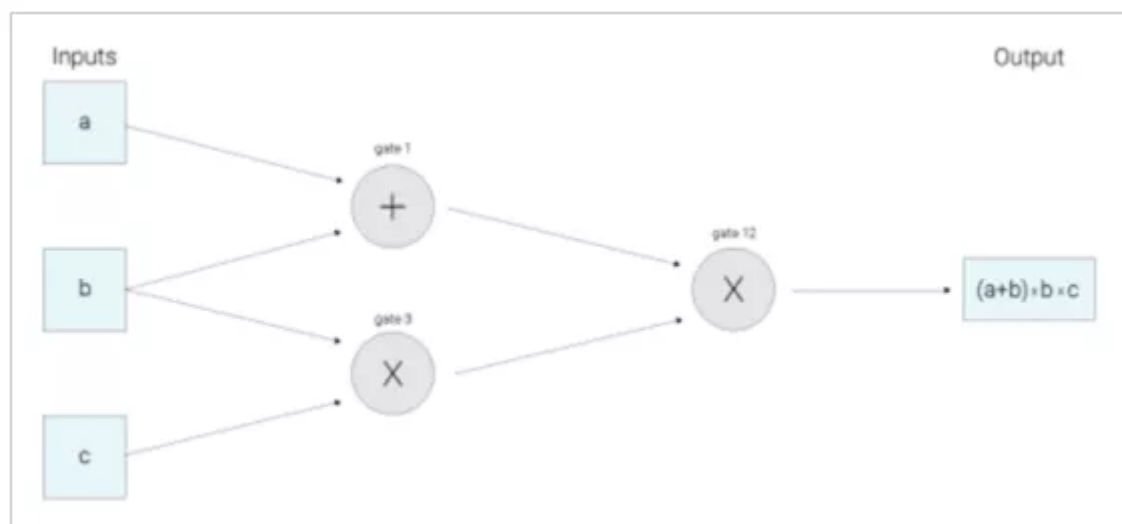 Inputs
Output
a
gate 1
+
b
gate 12
X
(a+b)×b×c
gate 3
X
c